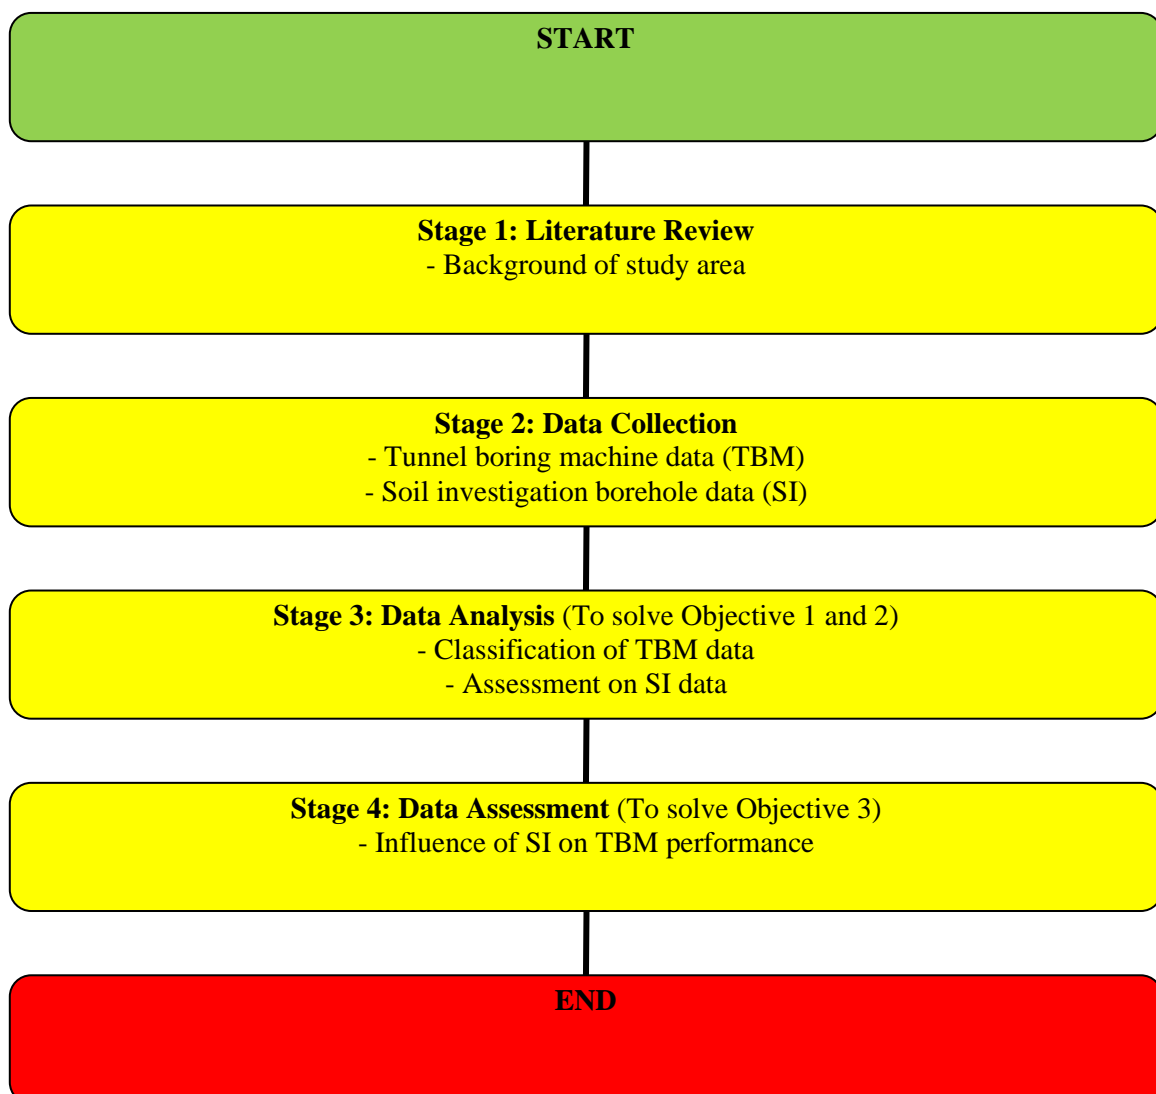 START
Stage 1: Literature Review
- Background of study area
Stage 2: Data Collection
- Tunnel boring machine data (TBM)
- Soil investigation borehole data (SI)
Stage 3: Data Analysis (To solve Objective 1 and 2)
- Classification of TBM data
- Assessment on SI data
Stage 4: Data Assessment (To solve Objective 3)
- Influence of SI on TBM performance
END